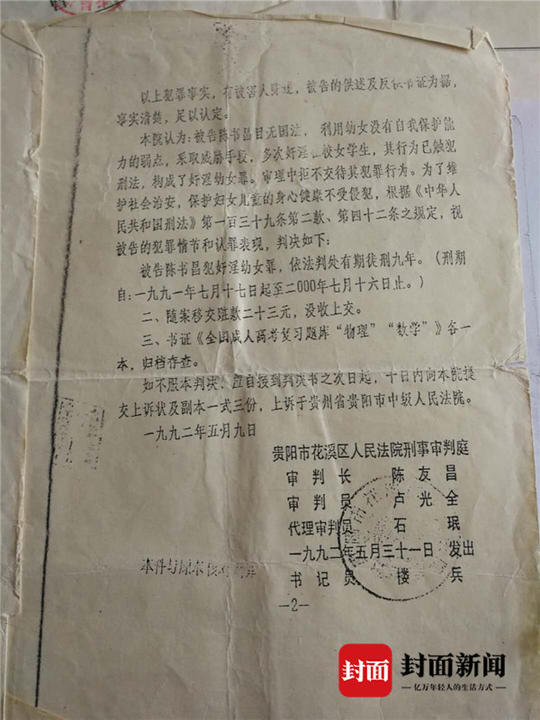 以上犯罪事实，有被害人陈述，被告的供述及反映书证为据，
事实清楚，足以认定。
本院认为：被告陈书昌目无国法，利用幼女没有自我保护能
力的弱点，采取威胁手段，多次奸淫在校女学生，其行为已触犯
刑法，构成了奸淫幼女罪。审理中拒不交待其犯罪行为。为了维
护社会治安，保护妇女儿童的身心健康不受侵犯，根据《中华人
民共和国刑法》第一百三十九条第二款、第四十二条之规定，视
被告的犯罪情节和认罪表现，判决如下：
被告陈书昌犯奸淫幼女罪，依法判处有期徒刑九年。（刑期
自：一九九一年七月十七日起至二000年七月十六日止。）
二、随案移交赃款二十三元，没收上交。
三、书证《全国成人高考复习题库“物理”“数学”》各一
本，归档存查。
如不服本判决，应自接到判决书之次日起，十日内向本院提
交上诉状及副本一式三份，上诉于贵州省贵阳市中级人民法院。
一九九二年五月九日
贵阳市花溪区人民法院刑事审判庭
审判长 陈友昌
审判员 卢光全
代理审判员 石珉
一九九二年五月三十一日 发出
书记员 楼兵
本件与原本核对
—2—
封面 封面新闻
亿万年轻人的生活方式